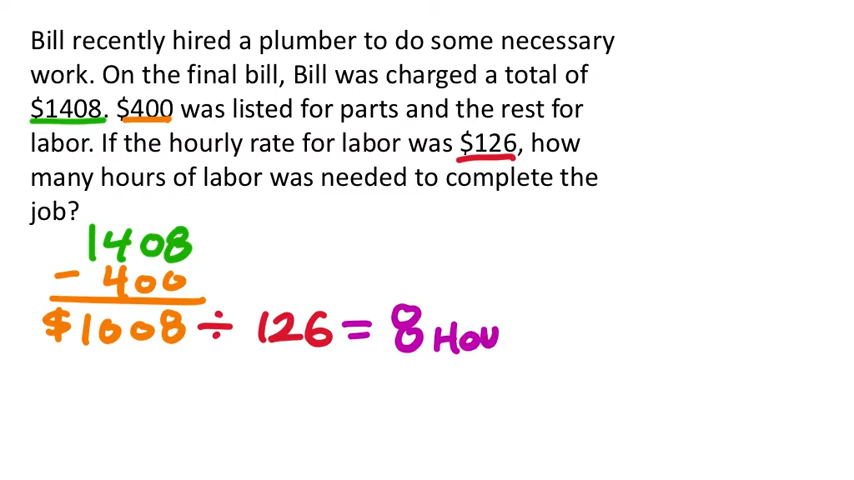 Bill recently hired a plumber to do some necessary
work. On the final bill, Bill was charged a total of
$1408. $400 was listed for parts and the rest for
labor. If the hourly rate for labor was $126, how
many hours of labor was needed to complete the
job?
1408
- 400
$1008 ÷ 126 = 8 Hou